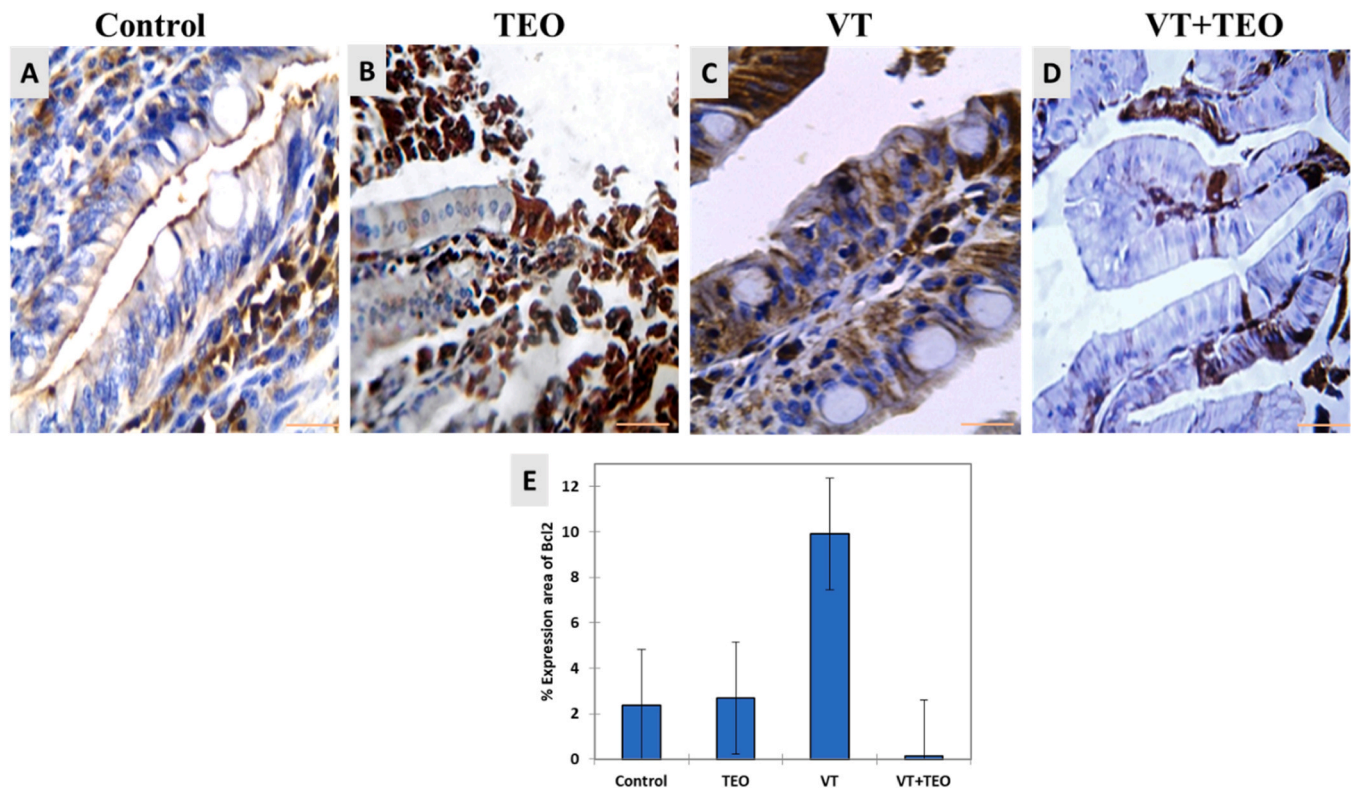 Control TEO VT VT+TEO
A B C D
E
% Expression area of Bcl2
12
10
8
6
4
2
0
Control TEO VT VT+TEO